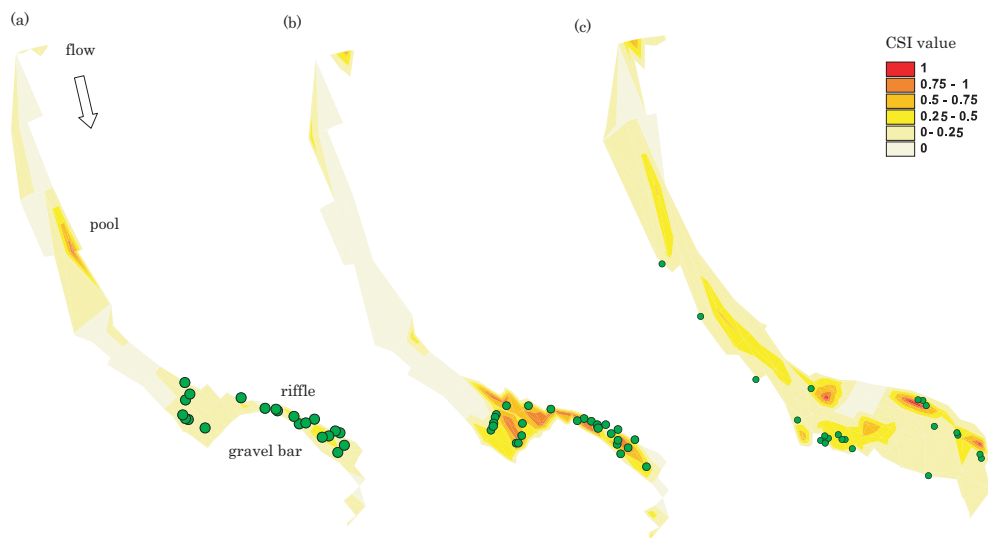 (a)
(b)
(c)
flow
CSI value
1
0.75 - 1
0.5 - 0.75
0.25 - 0.5
0- 0.25
0
pool
riffle
gravel bar